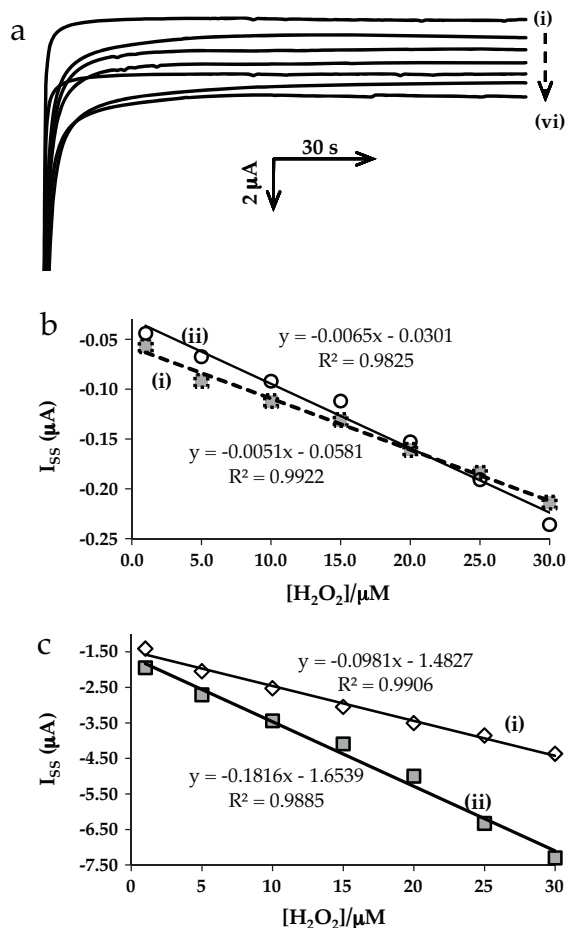 a
(i)
(vi)
30 s
2 µA
b
-0.05
-0.10
-0.15
-0.20
-0.25
I_SS (µA)
(ii)
(i)
y = -0.0065x - 0.0301
R² = 0.9825
y = -0.0051x - 0.0581
R² = 0.9922
0.0 5.0 10.0 15.0 20.0 25.0 30.0
[H₂O₂]/µM
c
-1.50
-2.50
-3.50
-4.50
-5.50
-6.50
-7.50
I_SS (µA)
y = -0.0981x - 1.4827
R² = 0.9906
(i)
y = -0.1816x - 1.6539
R² = 0.9885
(ii)
0 5 10 15 20 25 30
[H₂O₂]/µM